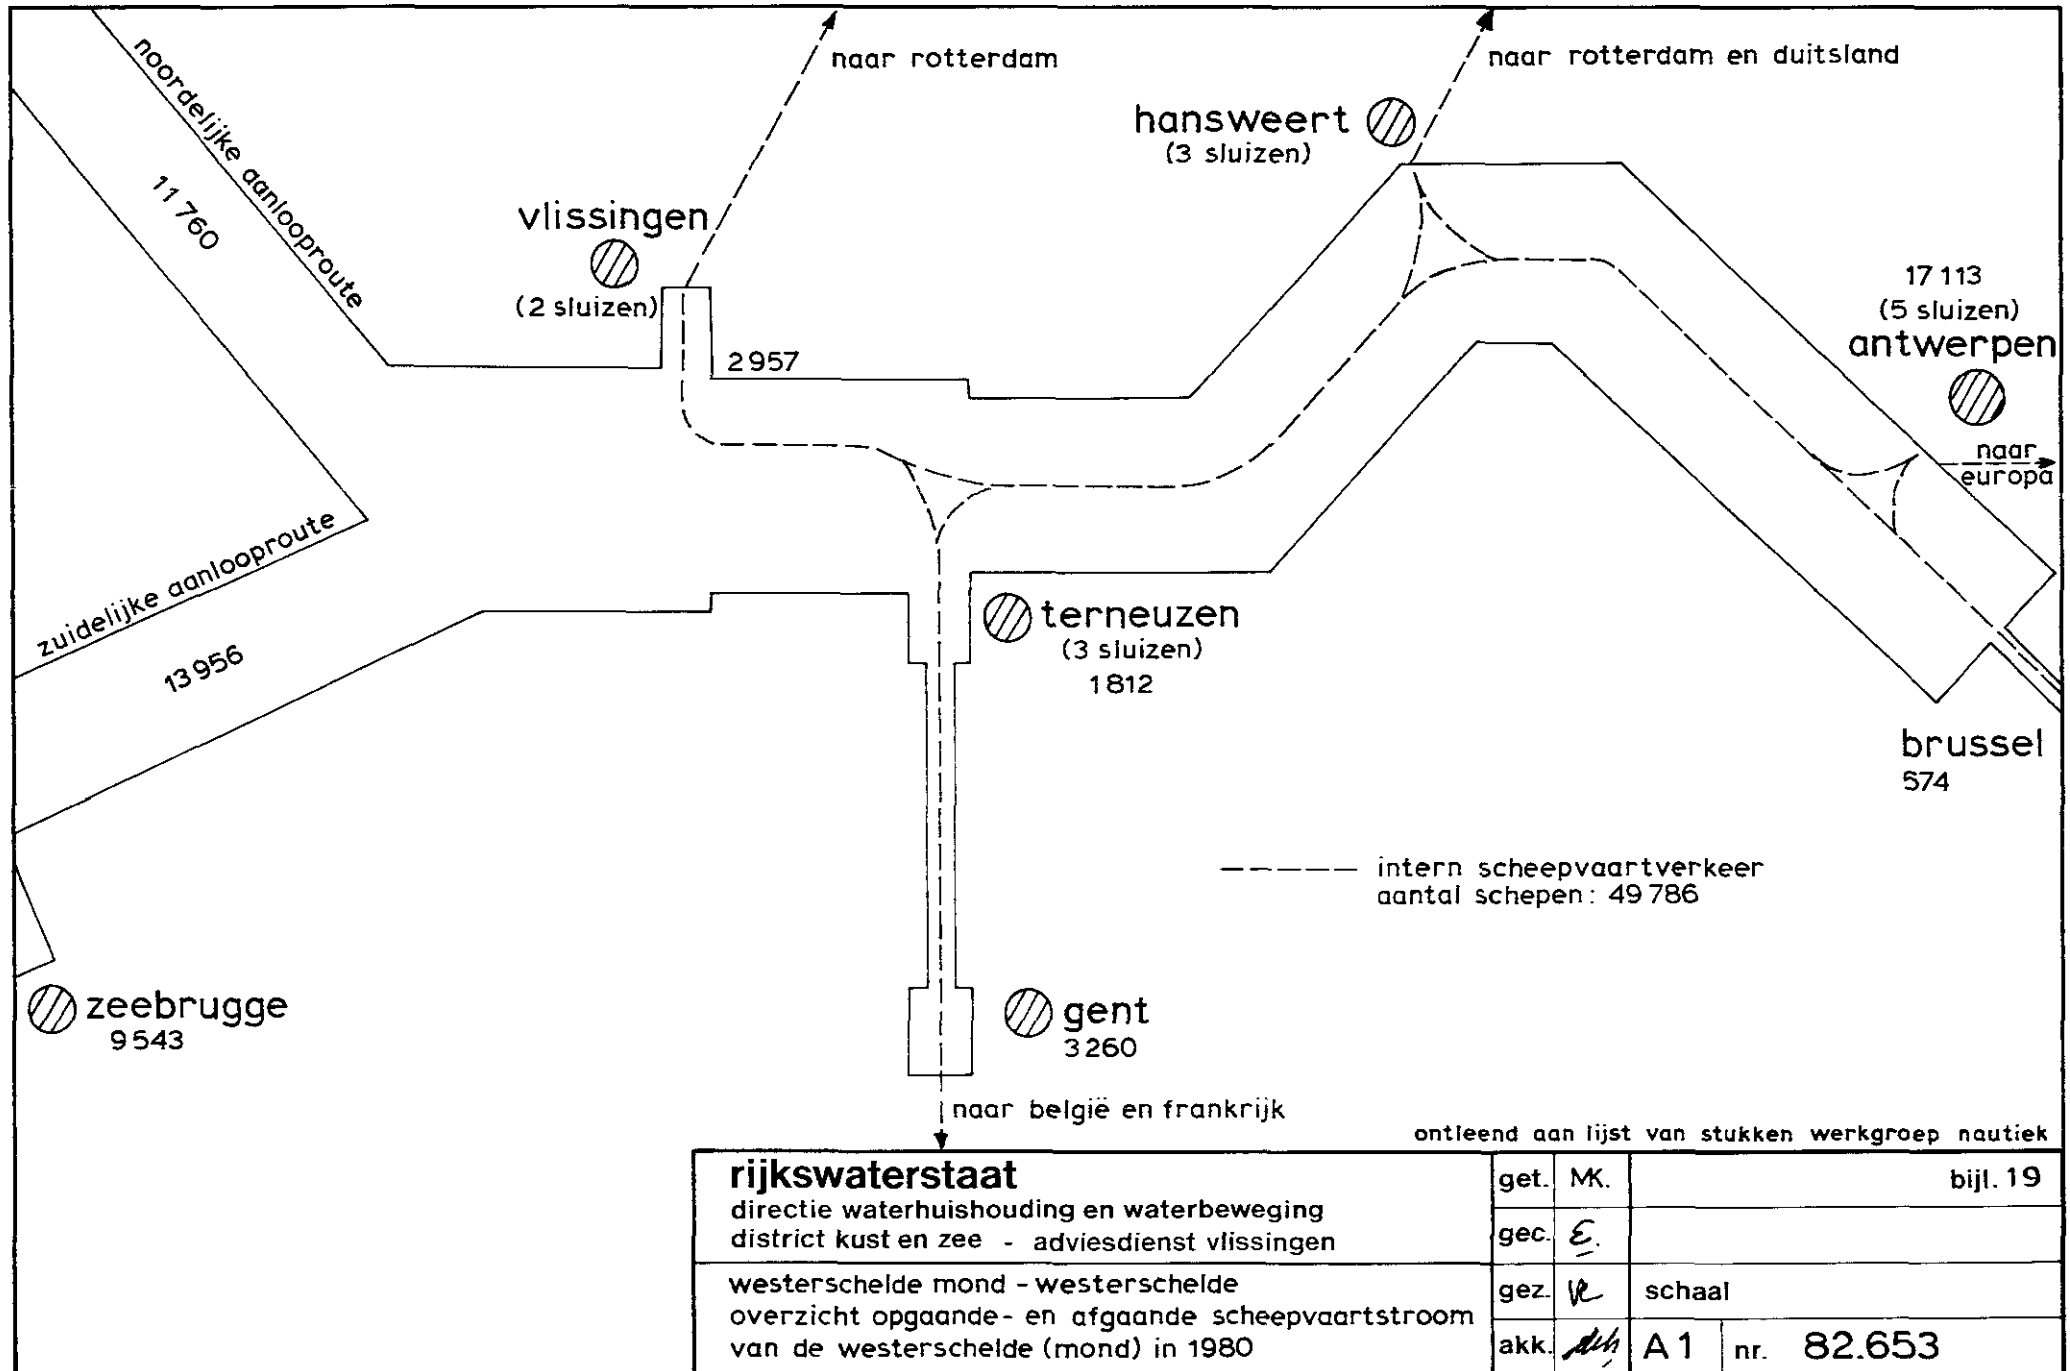 naar rotterdam
naar rotterdam en duitsland
noordelijke aanlooproute
11 760
hansweert
(3 sluizen)
vlissingen
(2 sluizen)
2957
17 113
(5 sluizen)
antwerpen
naar
europa
zuidelijke aanlooproute
13 956
terneuzen
(3 sluizen)
1812
brussel
574
intern scheepvaartverkeer
aantal schepen: 49 786
zeebrugge
9 543
gent
3 260
naar belgië en frankrijk
ontleend aan lijst van stukken werkgroep nautiek
rijkswaterstaat
directie waterhuishouding en waterbeweging
district kust en zee - adviesdienst vlissingen
westerschelde mond - westerschelde
overzicht opgaande- en afgaande scheepvaartstroom
van de westerschelde (mond) in 1980
get. MK. bijl. 19
gec. E.
gez. schaal
akk. A 1 nr. 82.653